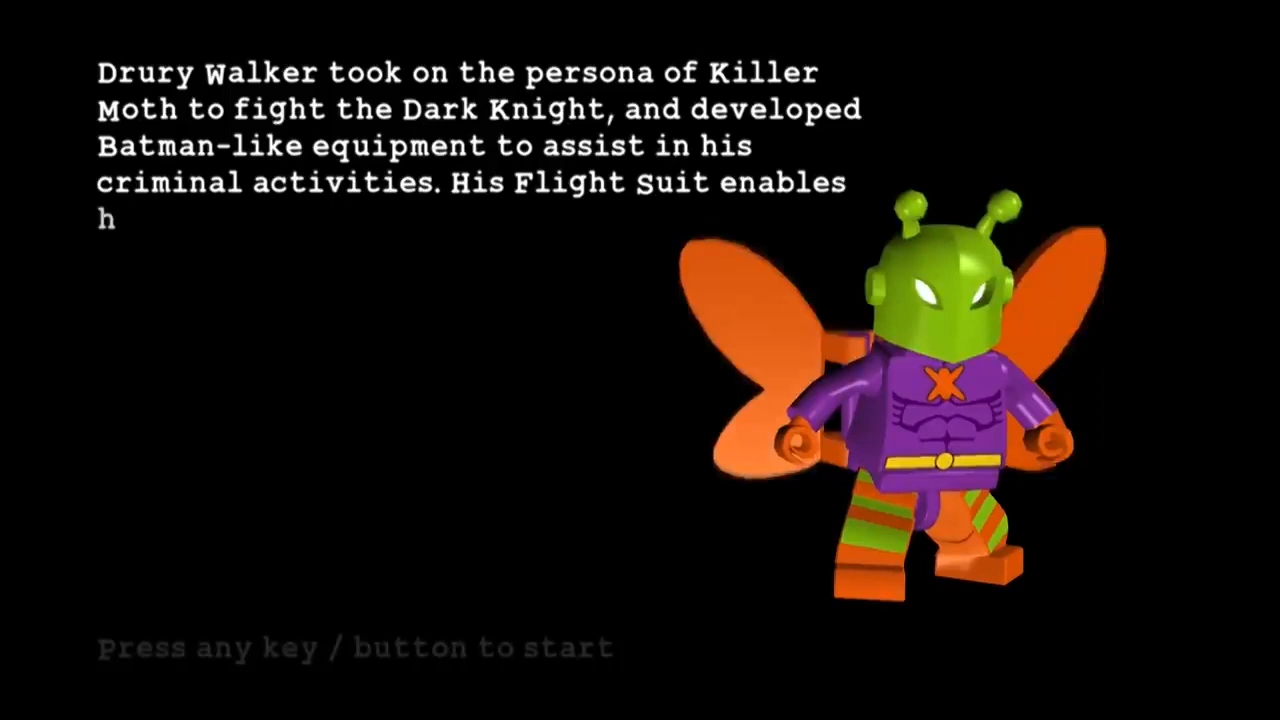 Drury Walker took on the persona of Killer
Moth to fight the Dark Knight, and developed
Batman-like equipment to assist in his
criminal activities. His Flight Suit enables
h
Press any key / button to start